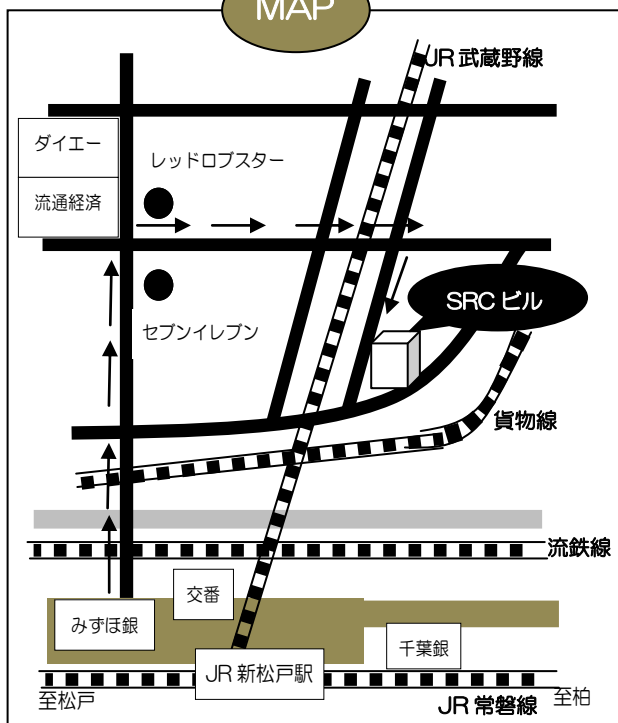 MAP
JR 武蔵野線
ダイエー
レッドロブスター
流通経済
SRC ビル
セブンイレブン
貨物線
流鉄線
交番
みずほ銀
千葉銀
JR 新松戸駅
至松戸
JR 常磐線
至柏